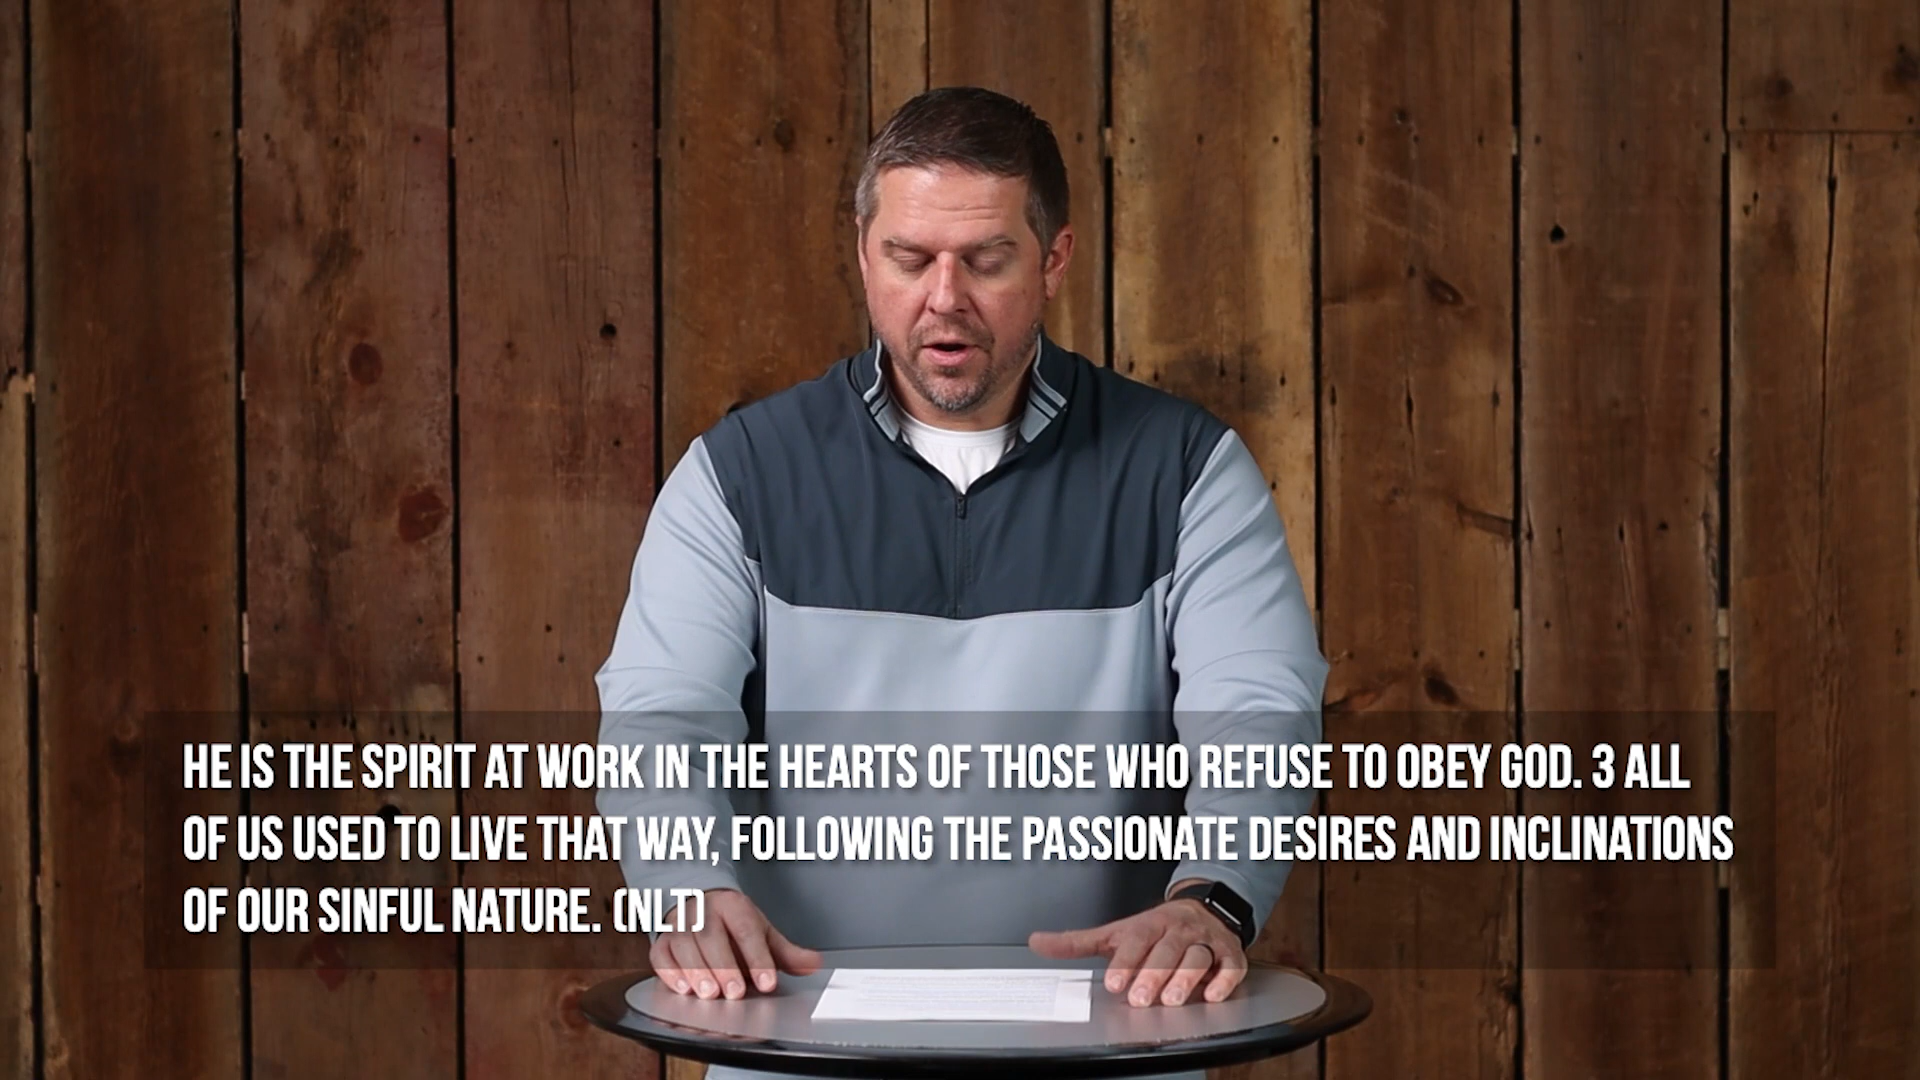 HE IS THE SPIRIT AT WORK IN THE HEARTS OF THOSE WHO REFUSE TO OBEY GOD. 3 ALL
OF US USED TO LIVE THAT WAY, FOLLOWING THE PASSIONATE DESIRES AND INCLINATIONS
OF OUR SINFUL NATURE. (NLT)